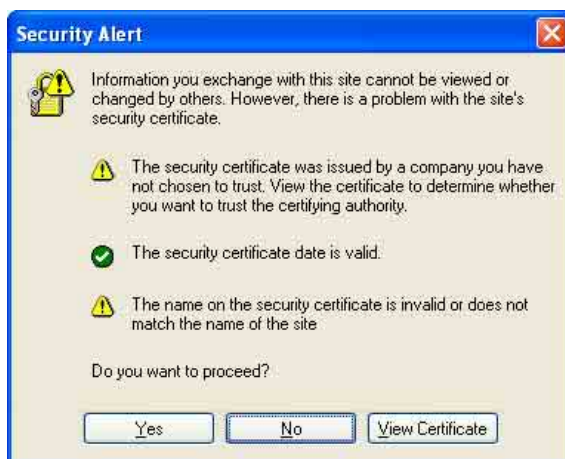 Security Alert
Information you exchange with this site cannot be viewed or
changed by others. However, there is a problem with the site's
security certificate.
The security certificate was issued by a company you have
not chosen to trust. View the certificate to determine whether
you want to trust the certifying authority.
The security certificate date is valid.
The name on the security certificate is invalid or does not
match the name of the site
Do you want to proceed?
Yes
No
View Certificate